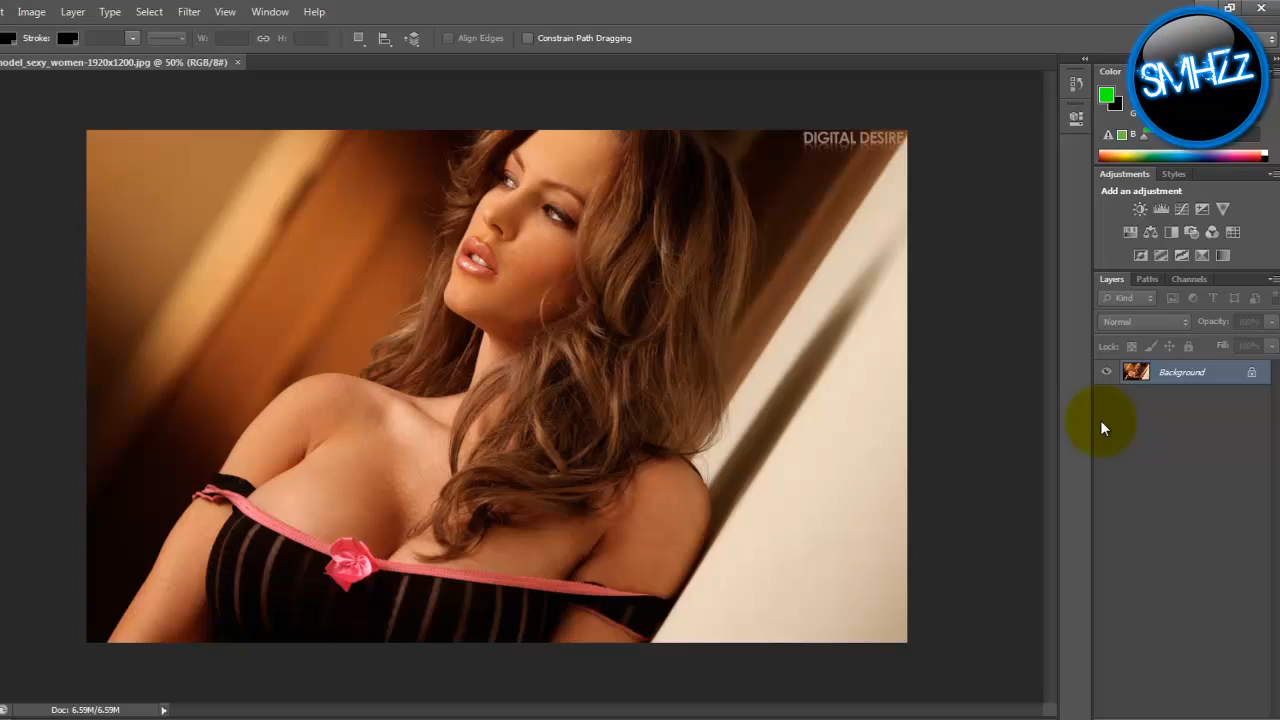 Image Layer Type Select Filter View Window Help
Stroke: W: H: Align Edges Constrain Path Dragging
model_sexy_women-1920x1200.jpg @ 50% (RGB/8#) ×
SMHZz
Color
G
B
DIGITAL DESIRE
Adjustments Styles
Add an adjustment
Layers Paths Channels
Kind
Normal Opacity: 100%
Lock: Fill: 100%
Background
Doc: 6.59M/6.59M